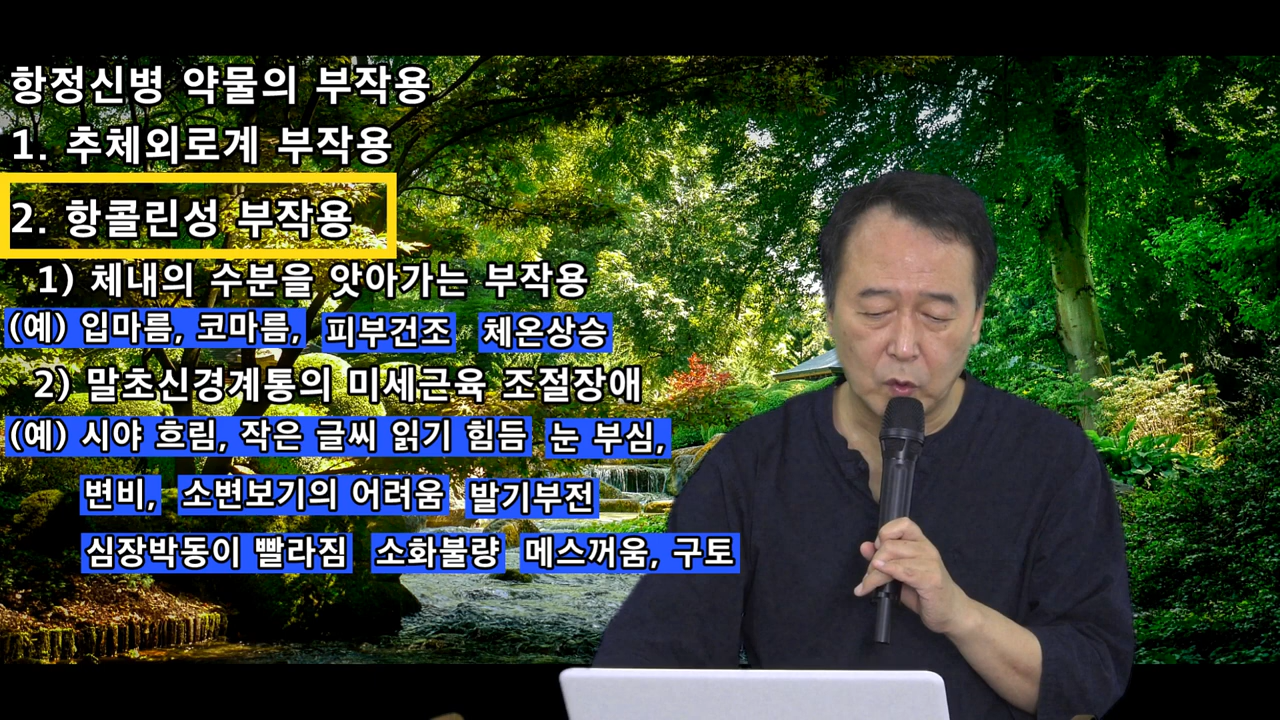 항정신병 약물의 부작용
1. 추체외로계 부작용
2. 항콜린성 부작용
1) 체내의 수분을 앗아가는 부작용
(예) 입마름, 코마름, 피부건조 체온상승
2) 말초신경계통의 미세근육 조절장애
(예) 시야 흐림, 작은 글씨 읽기 힘듬 눈 부심,
변비, 소변보기의 어려움 발기부전
심장박동이 빨라짐 소화불량 메스꺼움, 구토